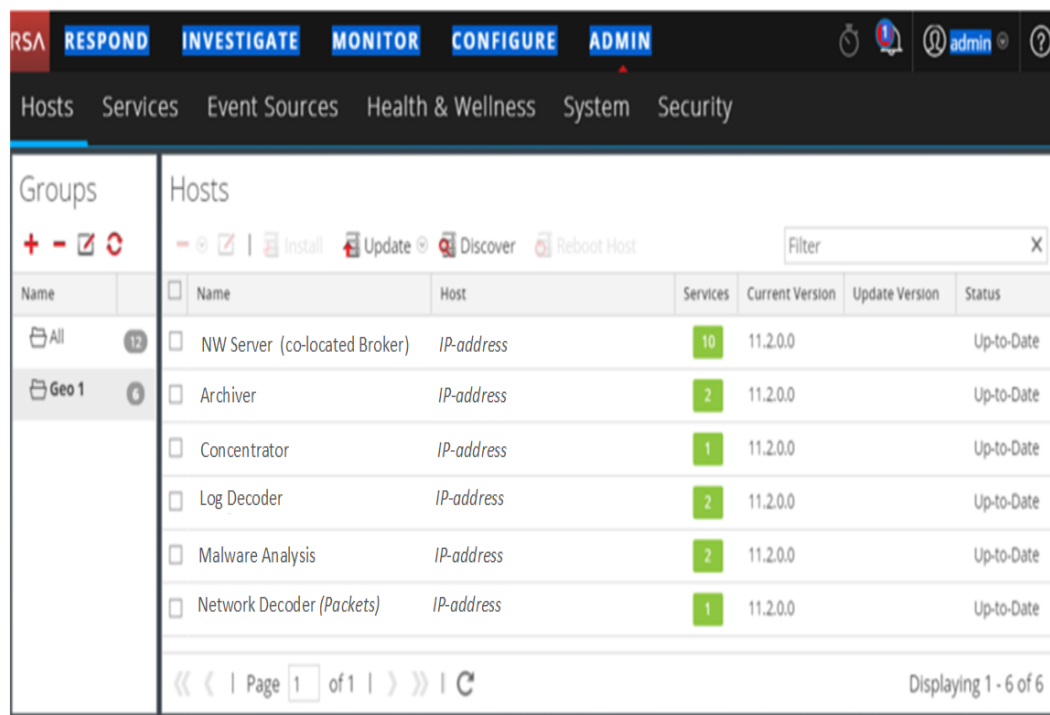 RSA RESPOND INVESTIGATE MONITOR CONFIGURE ADMIN 1 admin ?
Hosts Services Event Sources Health & Wellness System Security
Groups
Hosts
Install Update Discover Reboot Host Filter X
Name
Name Host Services Current Version Update Version Status
All 12
NW Server (co-located Broker) IP-address 10 11.2.0.0 Up-to-Date
Geo 1 6
Archiver IP-address 2 11.2.0.0 Up-to-Date
Concentrator IP-address 1 11.2.0.0 Up-to-Date
Log Decoder IP-address 2 11.2.0.0 Up-to-Date
Malware Analysis IP-address 2 11.2.0.0 Up-to-Date
Network Decoder (Packets) IP-address 1 11.2.0.0 Up-to-Date
Page 1 of 1 Displaying 1 - 6 of 6